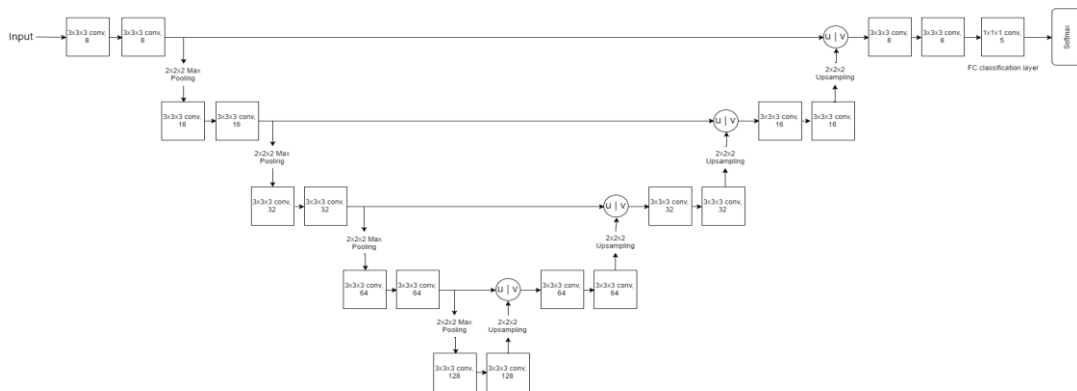 Input
3x3x3 conv,
8
3x3x3 conv,
8
u | v
3x3x3 conv,
8
3x3x3 conv,
8
1x1x1 conv,
5
Softmax
FC classification layer
2x2x2 Max
Pooling
2x2x2
Upsampling
3x3x3 conv,
16
3x3x3 conv,
16
u | v
3x3x3 conv,
16
3x3x3 conv,
16
2x2x2 Max
Pooling
2x2x2
Upsampling
3x3x3 conv,
32
3x3x3 conv,
32
u | v
3x3x3 conv,
32
3x3x3 conv,
32
2x2x2 Max
Pooling
2x2x2
Upsampling
3x3x3 conv,
64
3x3x3 conv,
64
u | v
3x3x3 conv,
64
3x3x3 conv,
64
2x2x2 Max
Pooling
2x2x2
Upsampling
3x3x3 conv,
128
3x3x3 conv,
128